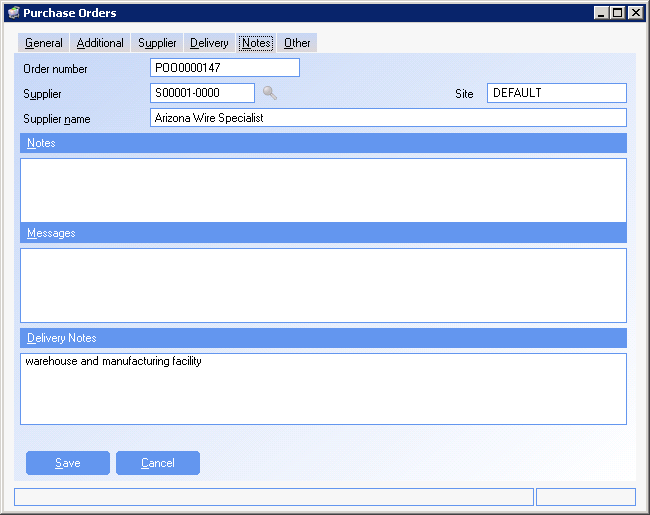 Purchase Orders
General Additional Supplier Delivery Notes Other
Order number POO0000147
Supplier S00001-0000 Site DEFAULT
Supplier name Arizona Wire Specialist
Notes
Messages
Delivery Notes
warehouse and manufacturing facility
Save Cancel